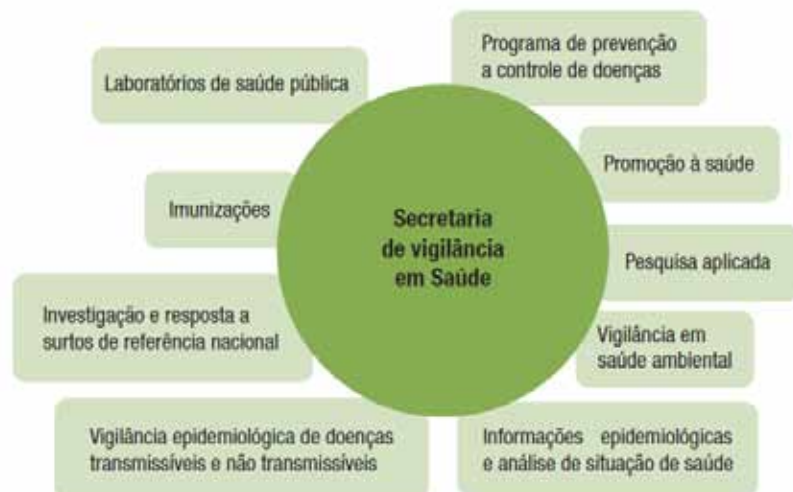 Programa de prevenção
a controle de doenças
Laboratórios de saúde pública
Promoção à saúde
Imunizações
Secretaria
de vigilância
em Saúde
Pesquisa aplicada
Investigação e resposta a
surtos de referência nacional
Vigilância em
saúde ambiental
Vigilância epidemiológica de doenças
transmissíveis e não transmissíveis
Informações epidemiológicas
e análise de situação de saúde